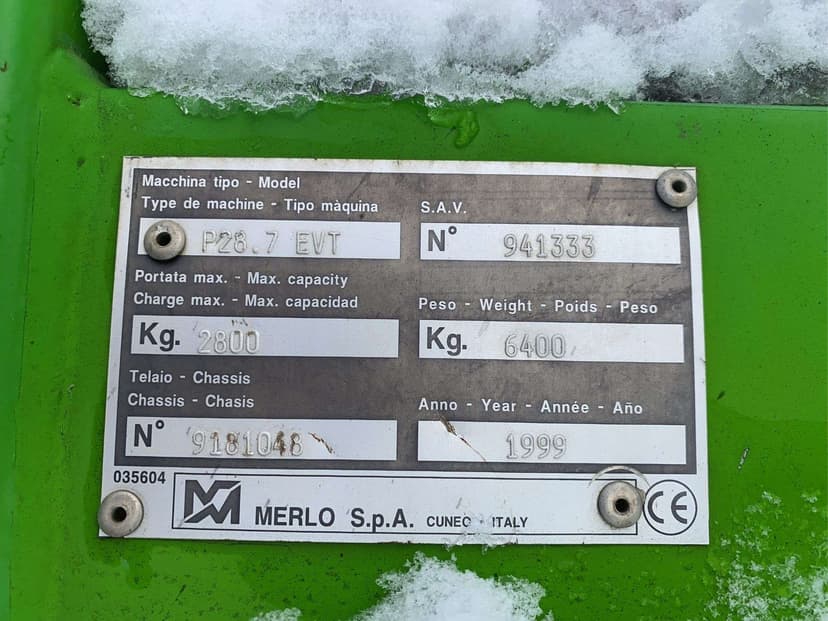 Macchina tipo - Model
Type de machine - Tipo màquina
P28.7 EVT
S.A.V.
N° 941333
Portata max. - Max. capacity
Charge max. - Max. capacidad
Kg. 2800
Peso - Weight - Poids - Peso
Kg. 6400
Telaio - Chassis
Chassis - Chasis
N° 9181048
Anno - Year - Année - Año
1999
035604
MERLO S.p.A. CUNEO - ITALY
CE